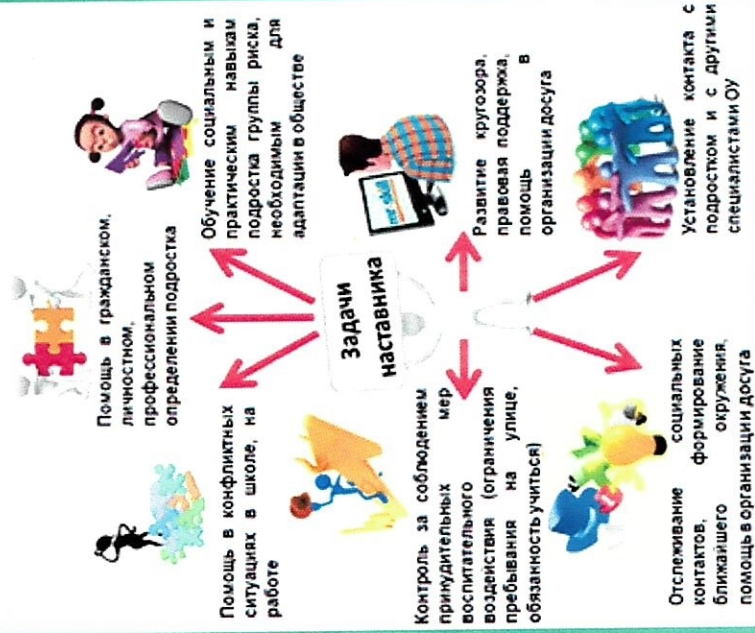 Помощь в гражданском,
личностном,
профессиональном
определении подростка
Помощь в конфликтных
ситуациях в школе, на
работе
Обучение социальным и
практическим навыкам
подростка группы риска,
необходимым для
адаптации в обществе
Задачи
наставника
Контроль за соблюдением
принудительных мер
воспитательного
воздействия (ограничения
пребывания на улице,
обязанность учиться)
Развитие кругозора,
правовая поддержка,
помощь в
организации досуга
Отслеживание социальных
контактов, формирование
ближайшего окружения,
помощь в организации досуга
Установление контакта с
подростком и с другими
специалистами ОУ